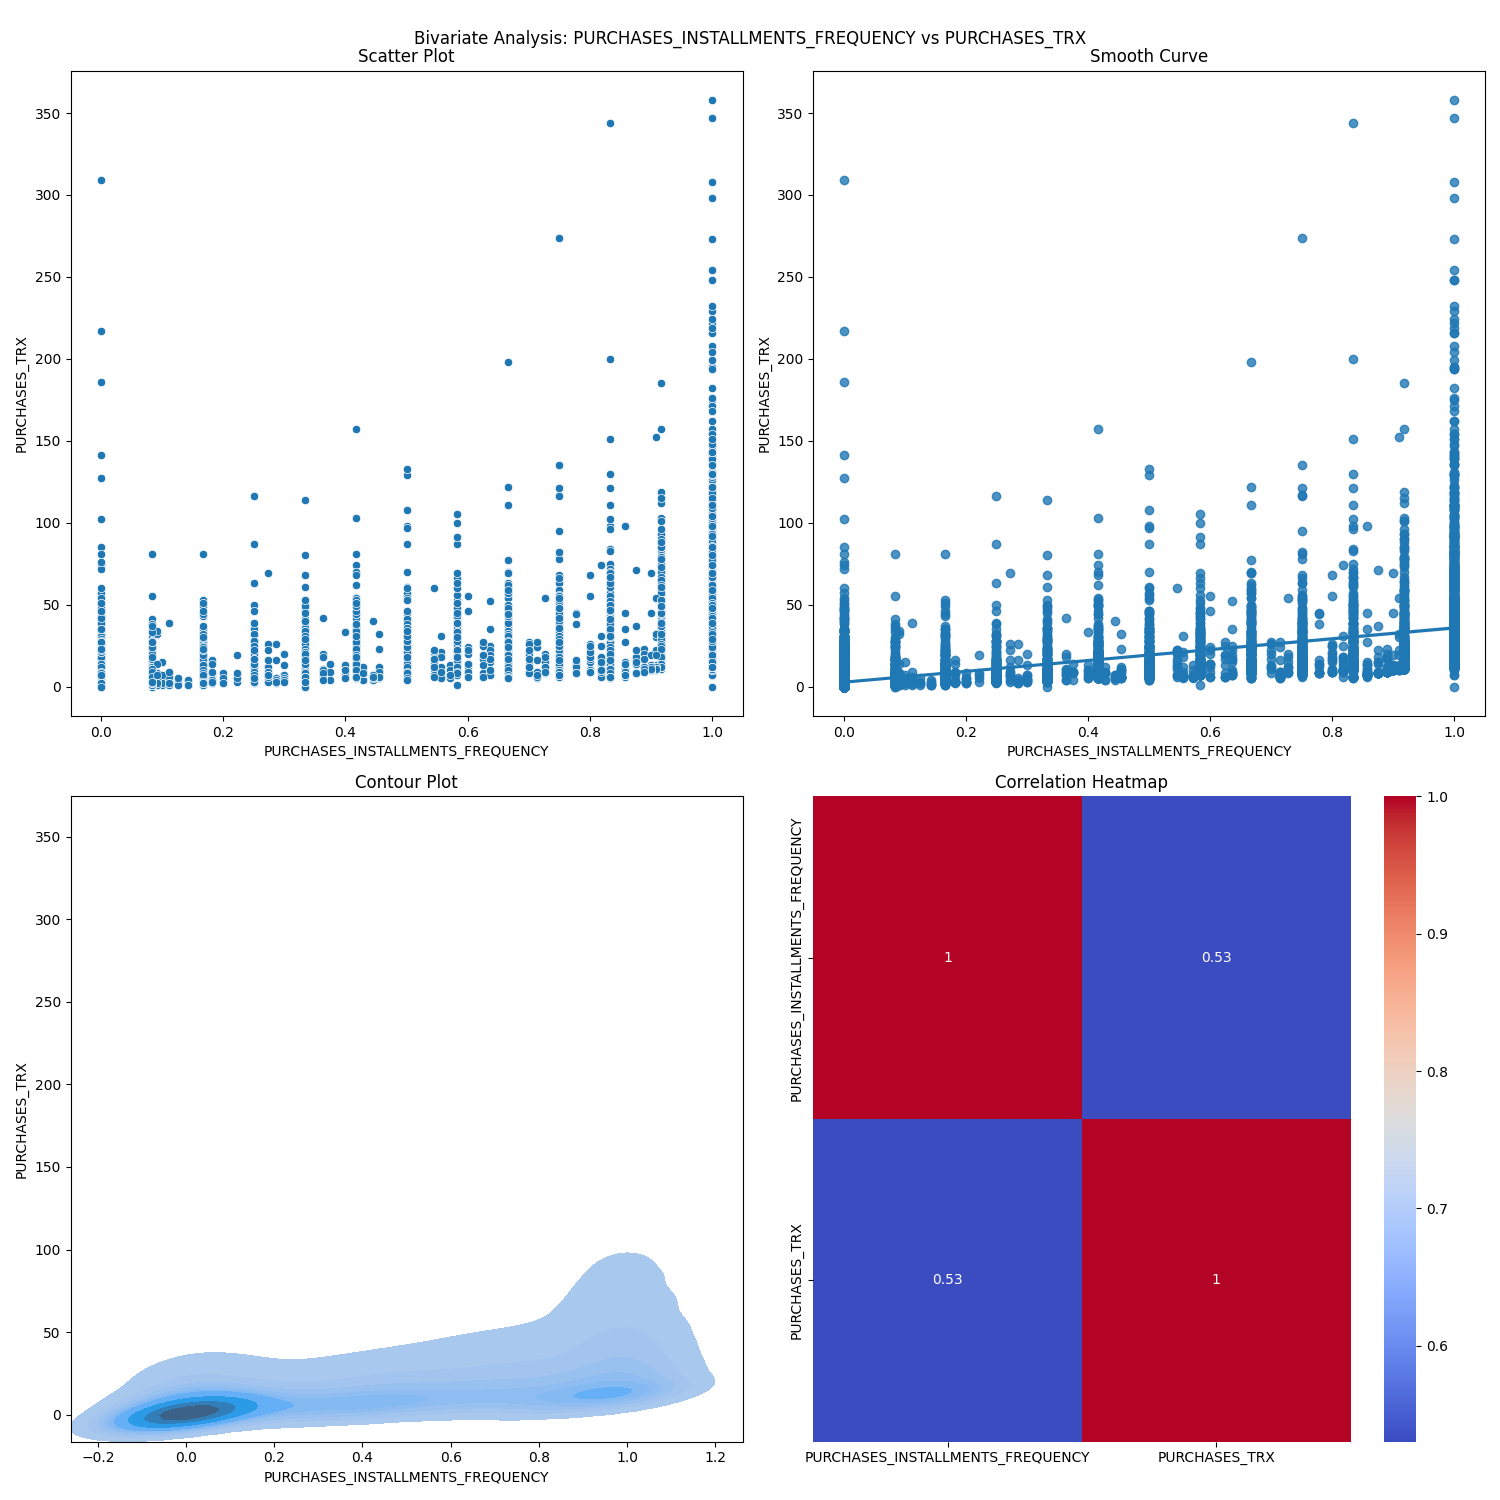 Bivariate Analysis: PURCHASES_INSTALLMENTS_FREQUENCY vs PURCHASES_TRX
Scatter Plot
350
300
250
200
150
100
50
0
PURCHASES_TRX
0.0 0.2 0.4 0.6 0.8 1.0
PURCHASES_INSTALLMENTS_FREQUENCY
Smooth Curve
350
300
250
200
150
100
50
0
PURCHASES_TRX
0.0 0.2 0.4 0.6 0.8 1.0
PURCHASES_INSTALLMENTS_FREQUENCY
Contour Plot
350
300
250
200
150
100
50
0
PURCHASES_TRX
−0.2 0.0 0.2 0.4 0.6 0.8 1.0 1.2
PURCHASES_INSTALLMENTS_FREQUENCY
Correlation Heatmap
PURCHASES_INSTALLMENTS_FREQUENCY
1 0.53
PURCHASES_TRX
0.53 1
PURCHASES_INSTALLMENTS_FREQUENCY PURCHASES_TRX
1.0
0.9
0.8
0.7
0.6